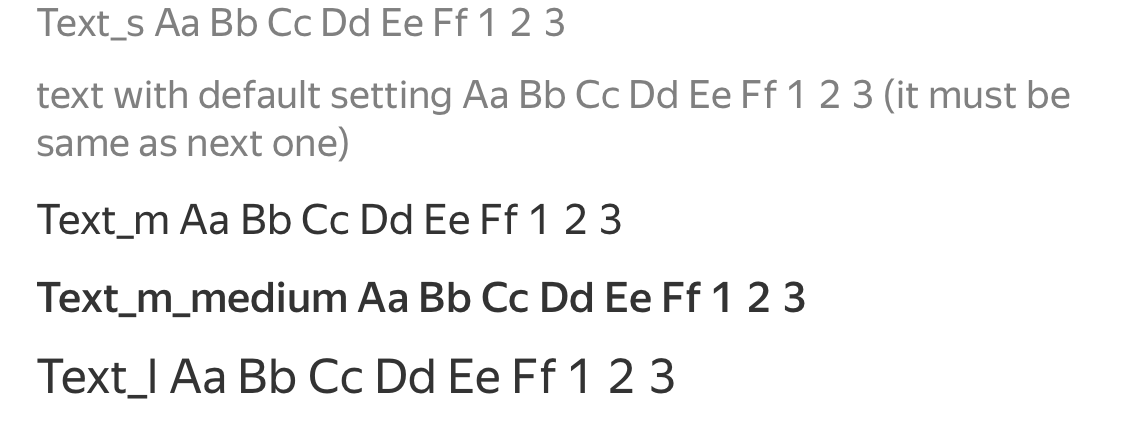 Text_s Aa Bb Cc Dd Ee Ff 1 2 3
text with default setting Aa Bb Cc Dd Ee Ff 1 2 3 (it must be
same as next one)
Text_m Aa Bb Cc Dd Ee Ff 1 2 3
Text_m_medium Aa Bb Cc Dd Ee Ff 1 2 3
Text_l Aa Bb Cc Dd Ee Ff 1 2 3